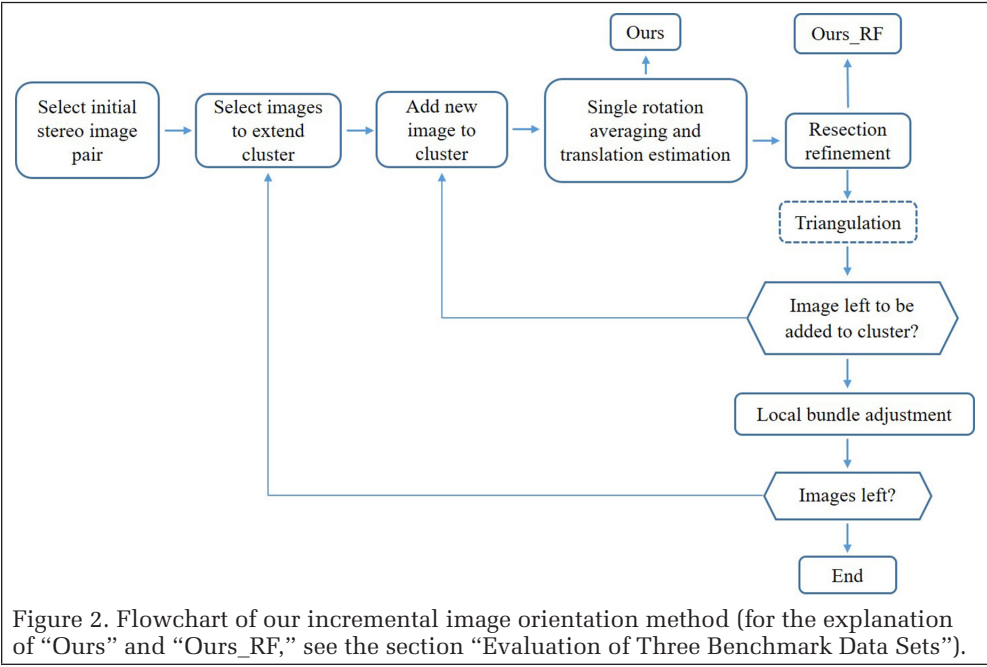 Ours
Ours_RF
Select initial
stereo image
pair
Select images
to extend
cluster
Add new
image to
cluster
Single rotation
averaging and
translation estimation
Resection
refinement
Triangulation
Image left to be
added to cluster?
Local bundle adjustment
Images left?
End
Figure 2. Flowchart of our incremental image orientation method (for the explanation
of “Ours” and “Ours_RF,” see the section “Evaluation of Three Benchmark Data Sets”).